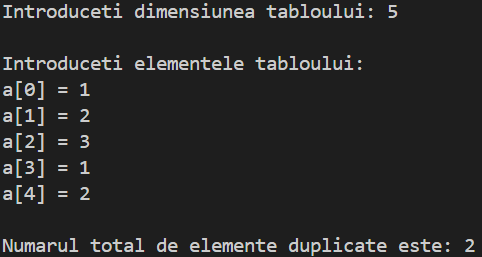 Introduceti dimensiunea tabloului: 5
Introduceti elementele tabloului:
a[0] = 1
a[1] = 2
a[2] = 3
a[3] = 1
a[4] = 2
Numarul total de elemente duplicate este: 2